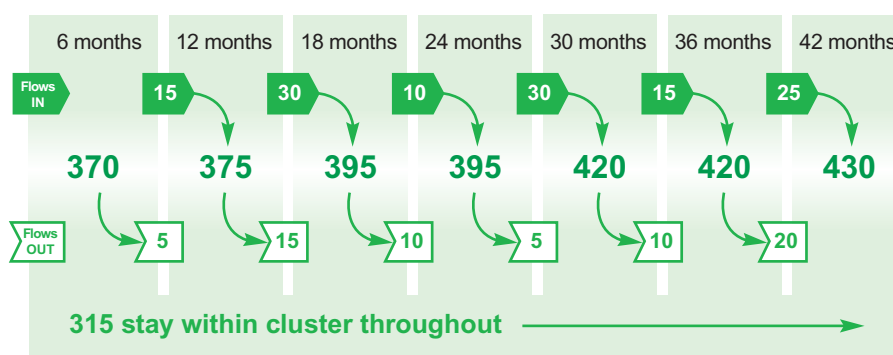 6 months 12 months 18 months 24 months 30 months 36 months 42 months
Flows
IN
15 30 10 30 15 25
370 375 395 395 420 420 430
Flows
OUT
5 15 10 5 10 20
315 stay within cluster throughout